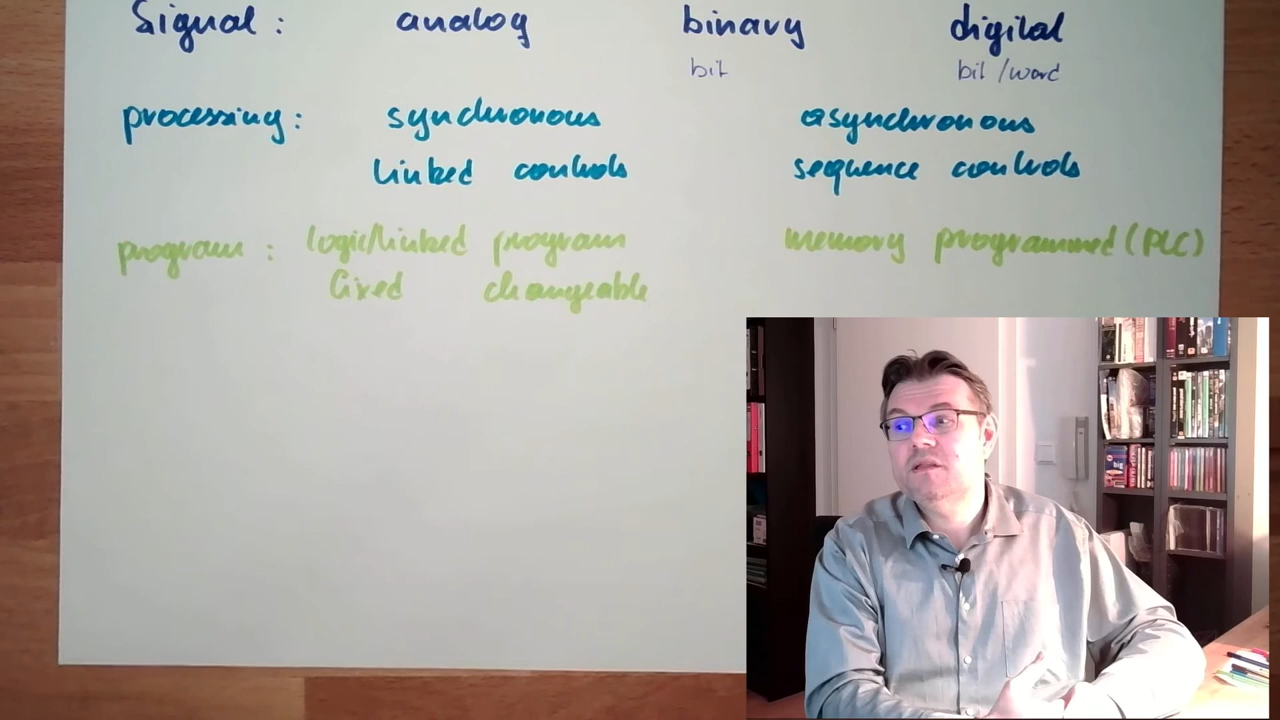 Signal: analog binary digital
bit bit/word
processing: synchronous asynchronous
linked controls sequence controls
program: logic/linked program memory programmed (PLC)
fixed changeable